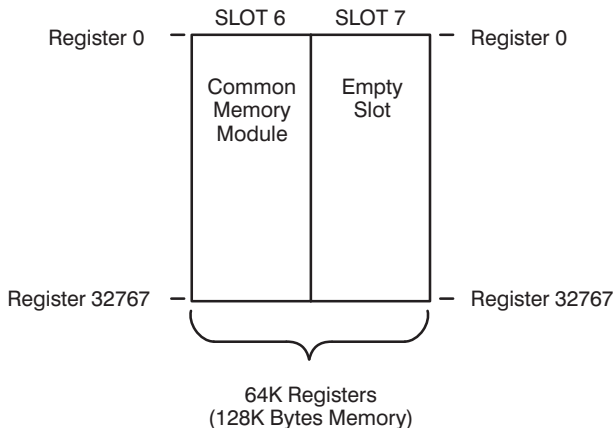 SLOT 6 SLOT 7
Register 0 Register 0
Common Empty
Memory Slot
Module
Register 32767 Register 32767
64K Registers
(128K Bytes Memory)